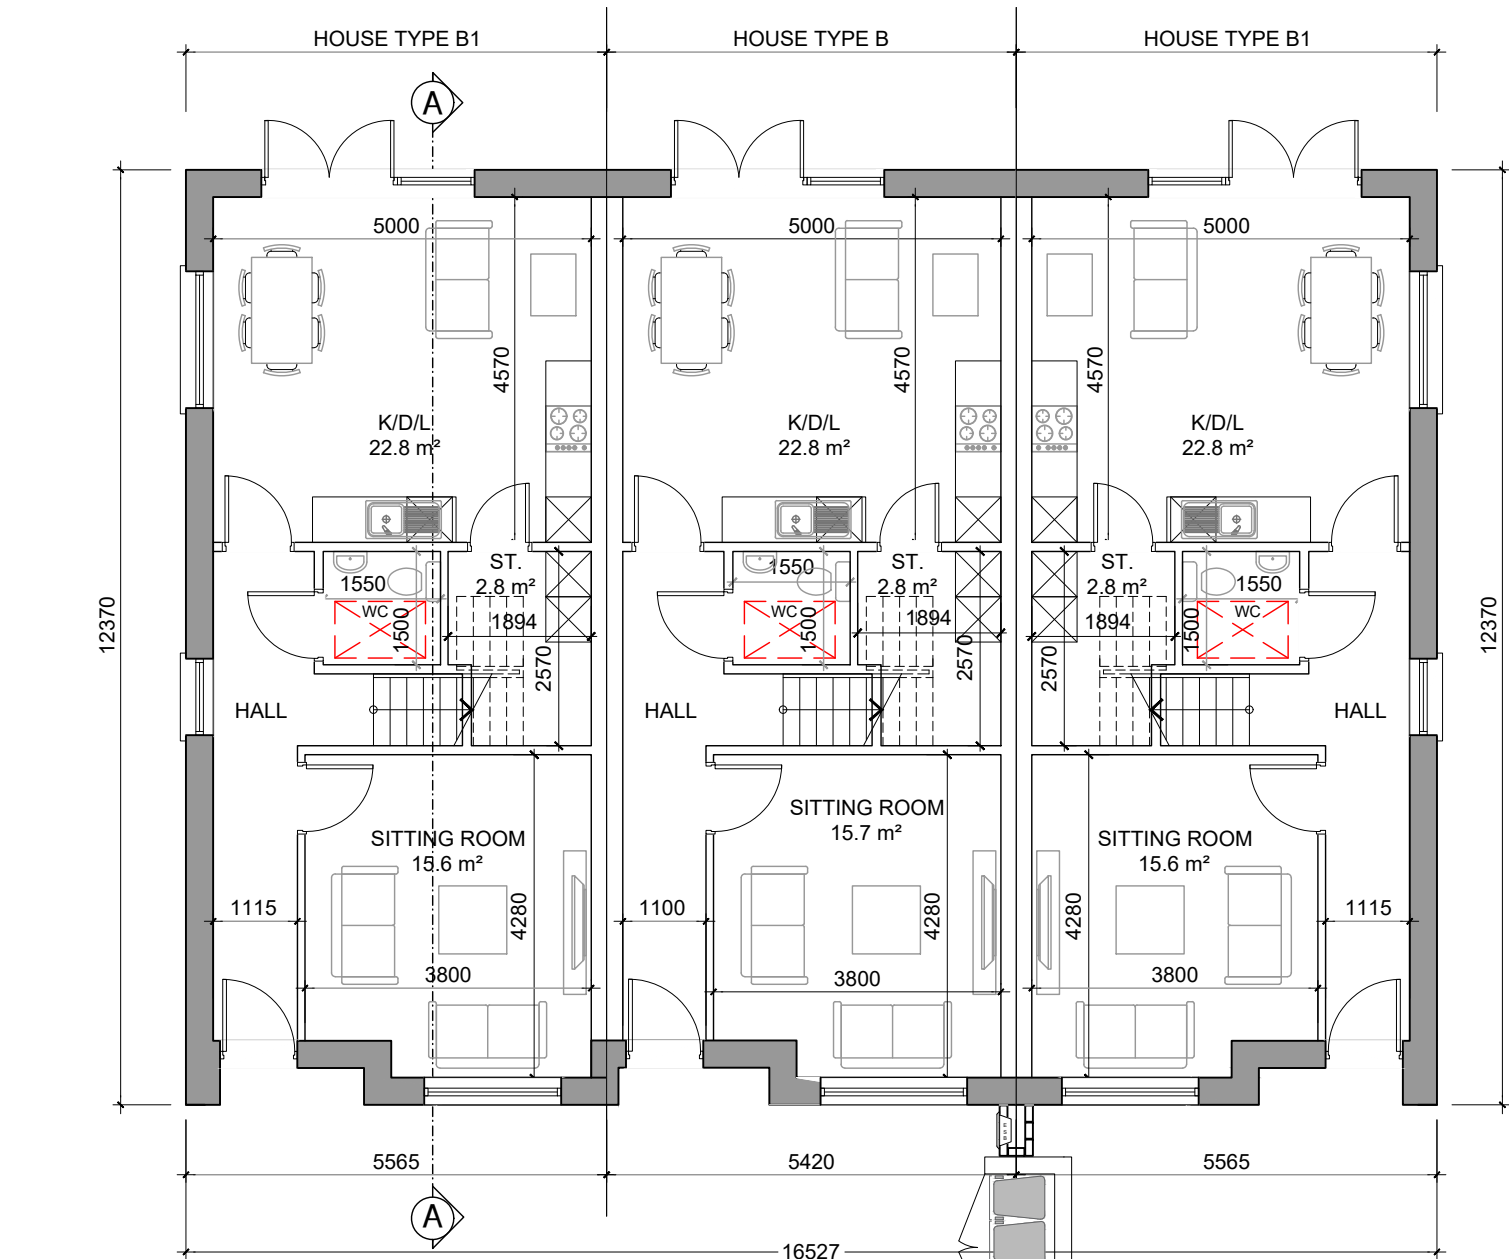 HOUSE TYPE B1
HOUSE TYPE B
HOUSE TYPE B1
A
5000
5000
5000
4570
4570
4570
K/D/L
22.8 m²
K/D/L
22.8 m²
K/D/L
22.8 m²
12370
12370
ST.
2.8 m²
ST.
2.8 m²
ST.
2.8 m²
1550
1550
1550
WC
WC
WC
1500
1500
1500
1894
1894
1894
2570
2570
2570
HALL
HALL
HALL
SITTING ROOM
15.6 m²
SITTING ROOM
15.7 m²
SITTING ROOM
15.6 m²
1115
1100
1115
4280
4280
4280
3800
3800
3800
ESB
5565
5420
5565
A
16527